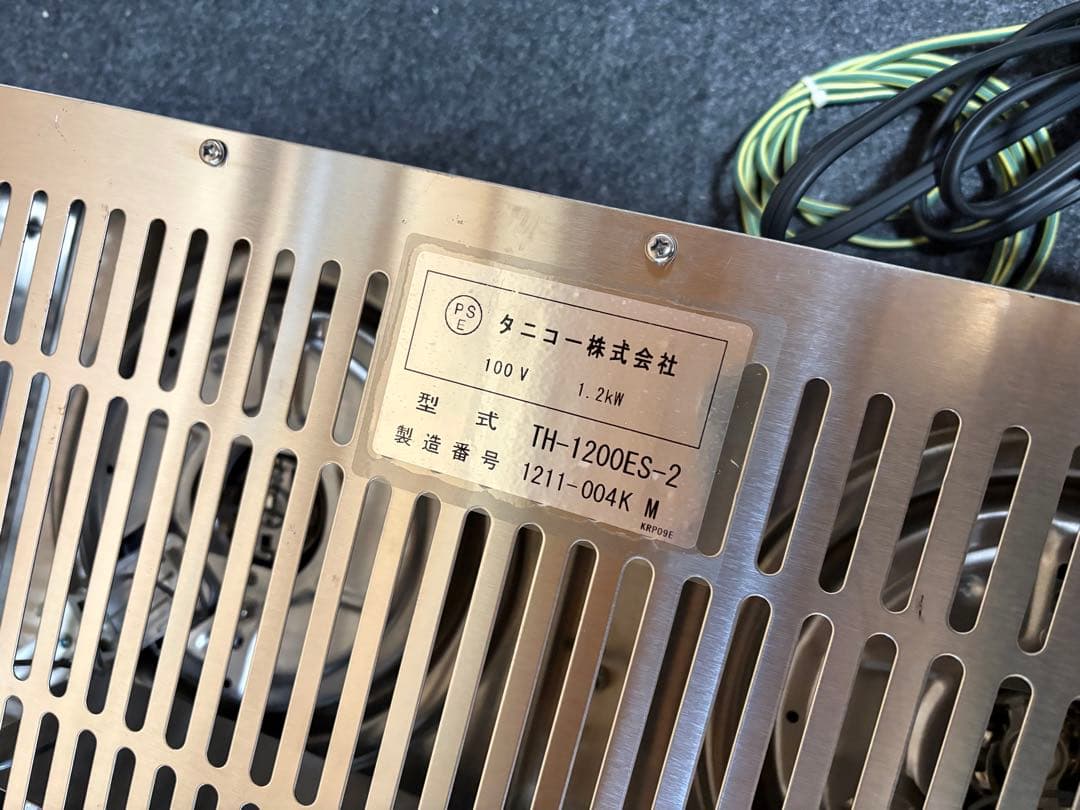 PS
E
タニコー株式会社
100V 1.2kW
型式 TH-1200ES-2
製造番号 1211-004K M
KRP09E